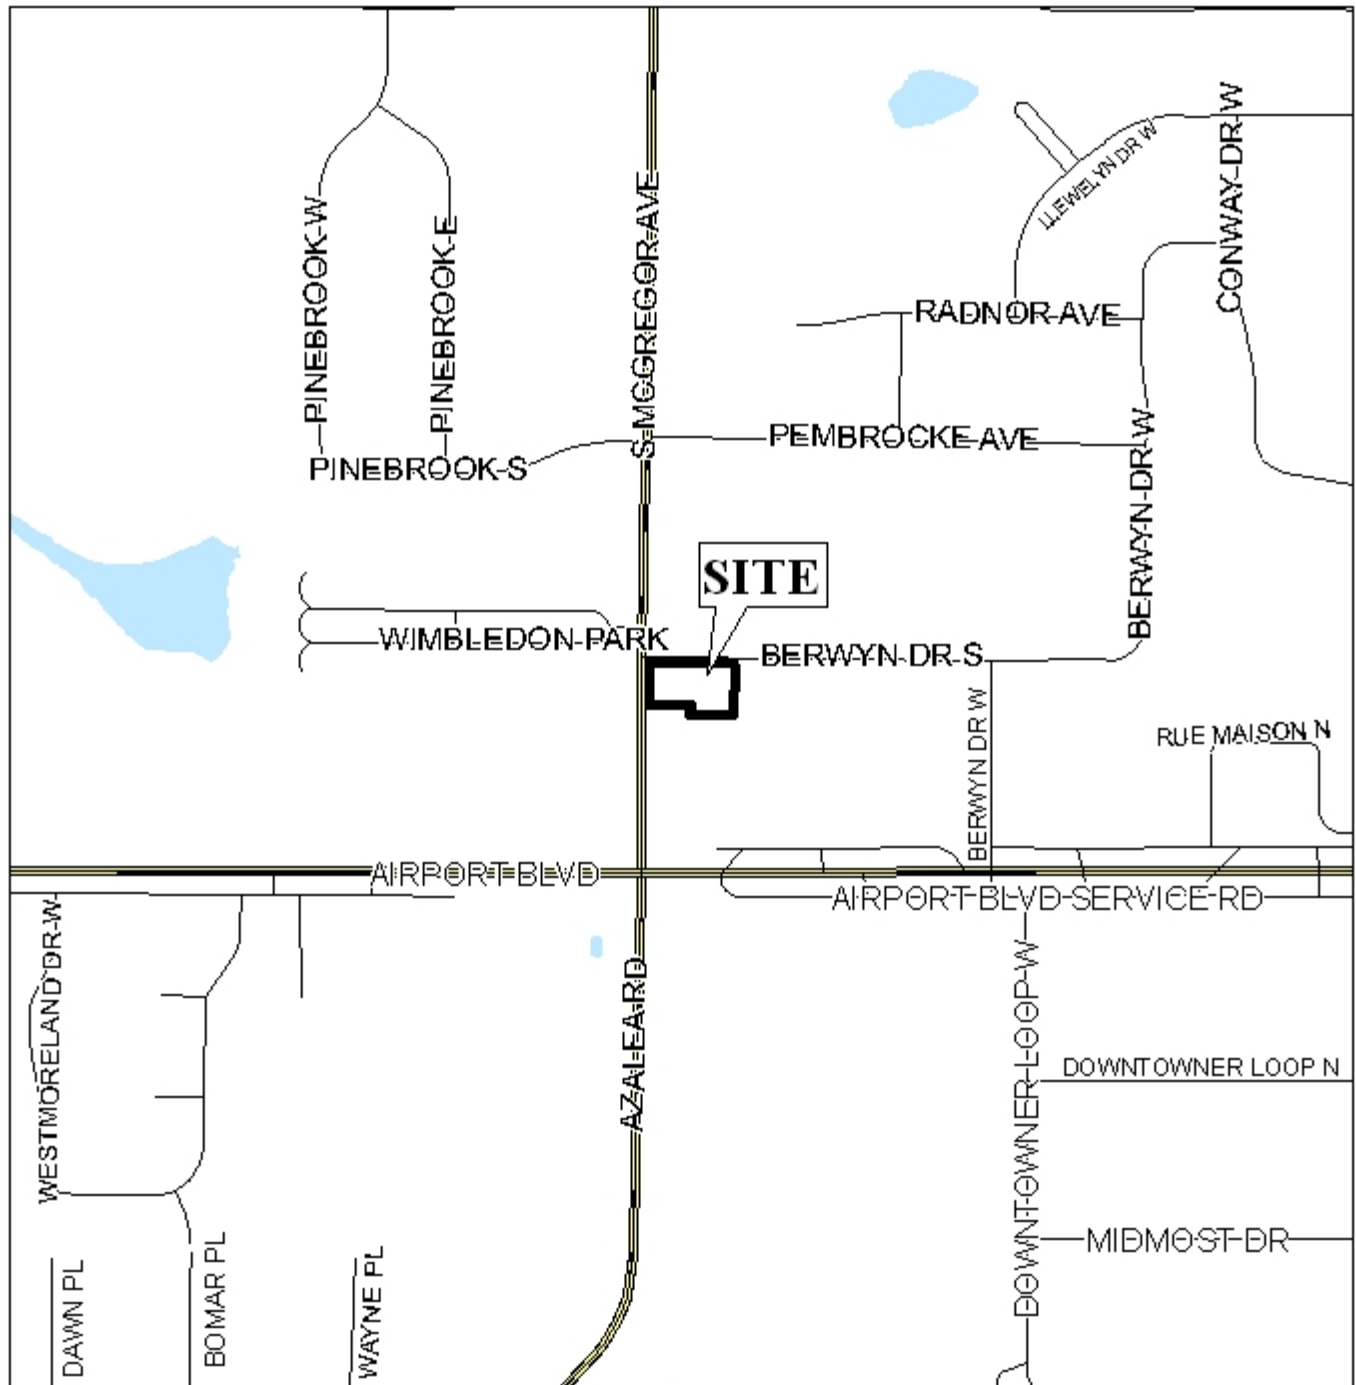 CONWAY DR W
LLEWELYN DR W
S MCGREGOR AVE
PINEBROOK W
PINEBROOK E
RADNOR AVE
PEMBROCKE AVE
PINEBROOK S
BERWYN DR W
SITE
WIMBLEDON PARK
BERWYN DR S
BERWYN DR W
RUE MAISON N
AIRPORT BLVD
AIRPORT BLVD SERVICE RD
WESTMORELAND DR W
AZALEA RD
DOWNTOWNER LOOP W
DOWNTOWNER LOOP N
MIDMOST DR
DAWN PL
BOMAR PL
WAYNE PL